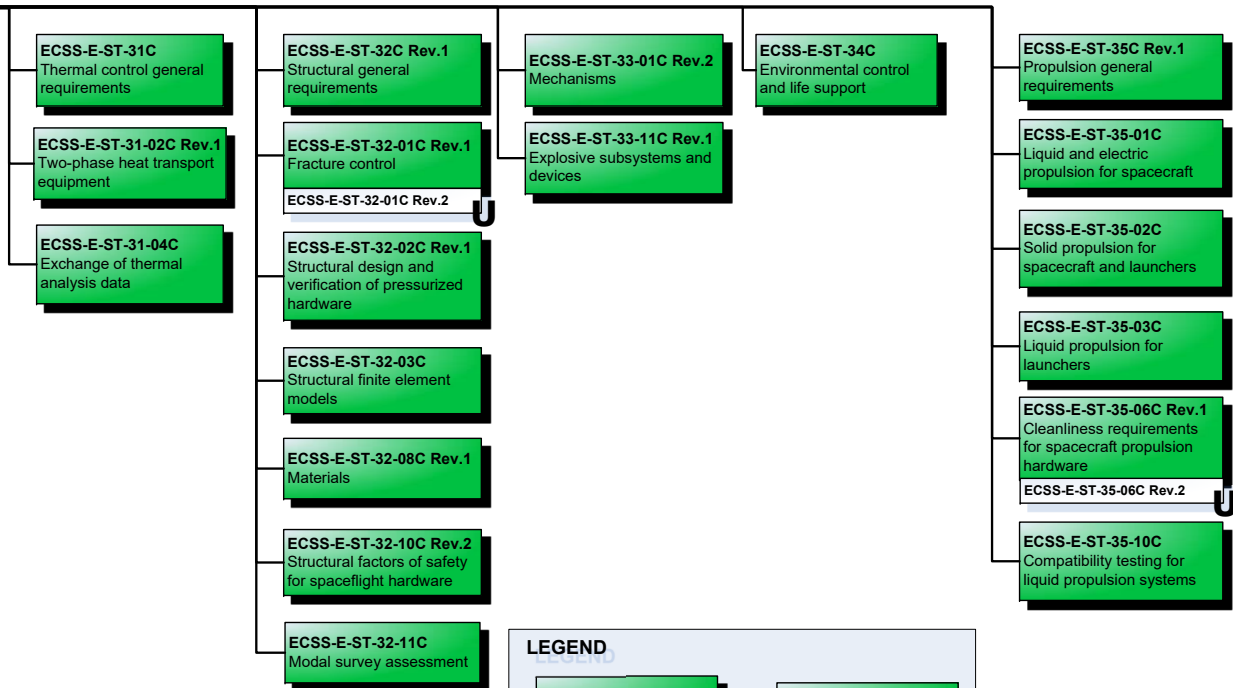 ECSS-E-ST-31C
Thermal control general
requirements
ECSS-E-ST-31-02C Rev.1
Two-phase heat transport
equipment
ECSS-E-ST-31-04C
Exchange of thermal
analysis data
ECSS-E-ST-32C Rev.1
Structural general
requirements
ECSS-E-ST-32-01C Rev.1
Fracture control
ECSS-E-ST-32-01C Rev.2
U
ECSS-E-ST-32-02C Rev.1
Structural design and
verification of pressurized
hardware
ECSS-E-ST-32-03C
Structural finite element
models
ECSS-E-ST-32-08C Rev.1
Materials
ECSS-E-ST-32-10C Rev.2
Structural factors of safety
for spaceflight hardware
ECSS-E-ST-32-11C
Modal survey assessment
ECSS-E-ST-33-01C Rev.2
Mechanisms
ECSS-E-ST-33-11C Rev.1
Explosive subsystems and
devices
ECSS-E-ST-34C
Environmental control
and life support
ECSS-E-ST-35C Rev.1
Propulsion general
requirements
ECSS-E-ST-35-01C
Liquid and electric
propulsion for spacecraft
ECSS-E-ST-35-02C
Solid propulsion for
spacecraft and launchers
ECSS-E-ST-35-03C
Liquid propulsion for
launchers
ECSS-E-ST-35-06C Rev.1
Cleanliness requirements
for spacecraft propulsion
hardware
ECSS-E-ST-35-06C Rev.2
U
ECSS-E-ST-35-10C
Compatibility testing for
liquid propulsion systems
LEGEND